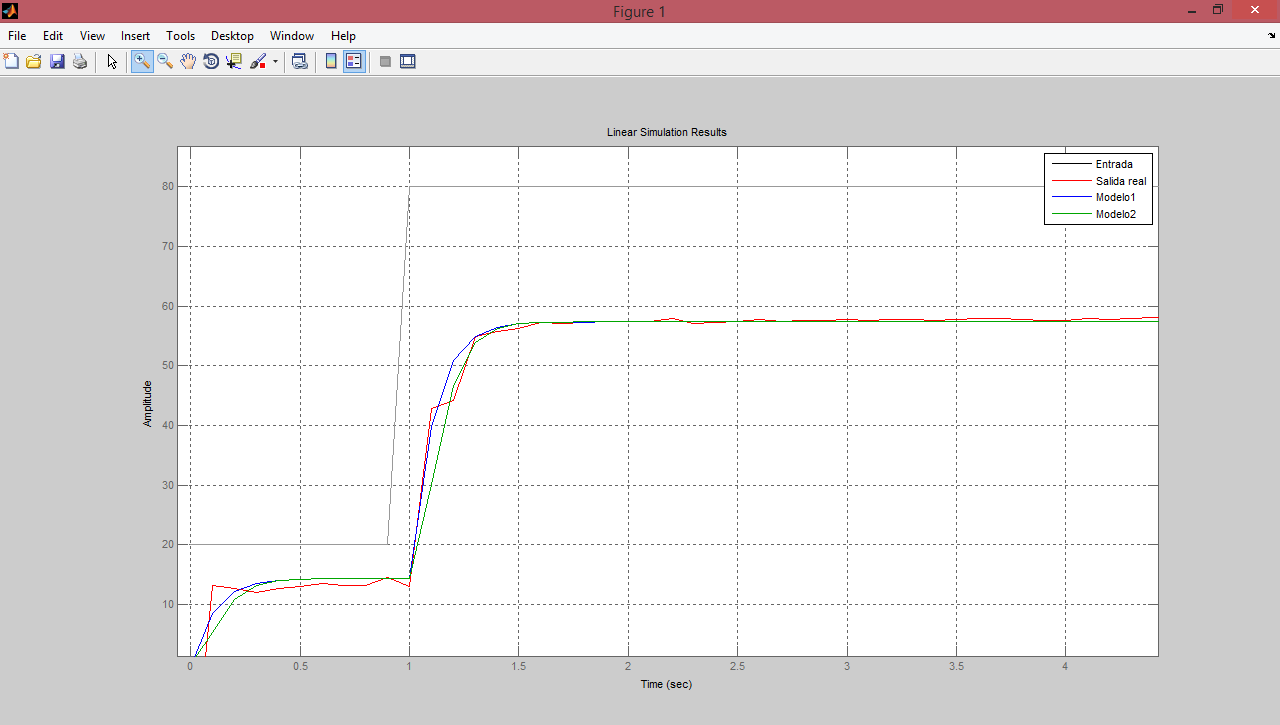 Figure 1
File Edit View Insert Tools Desktop Window Help
Linear Simulation Results
Entrada
Salida real
Modelo1
Modelo2
80
70
60
50
40
30
20
10
Amplitude
0 0.5 1 1.5 2 2.5 3 3.5 4
Time (sec)